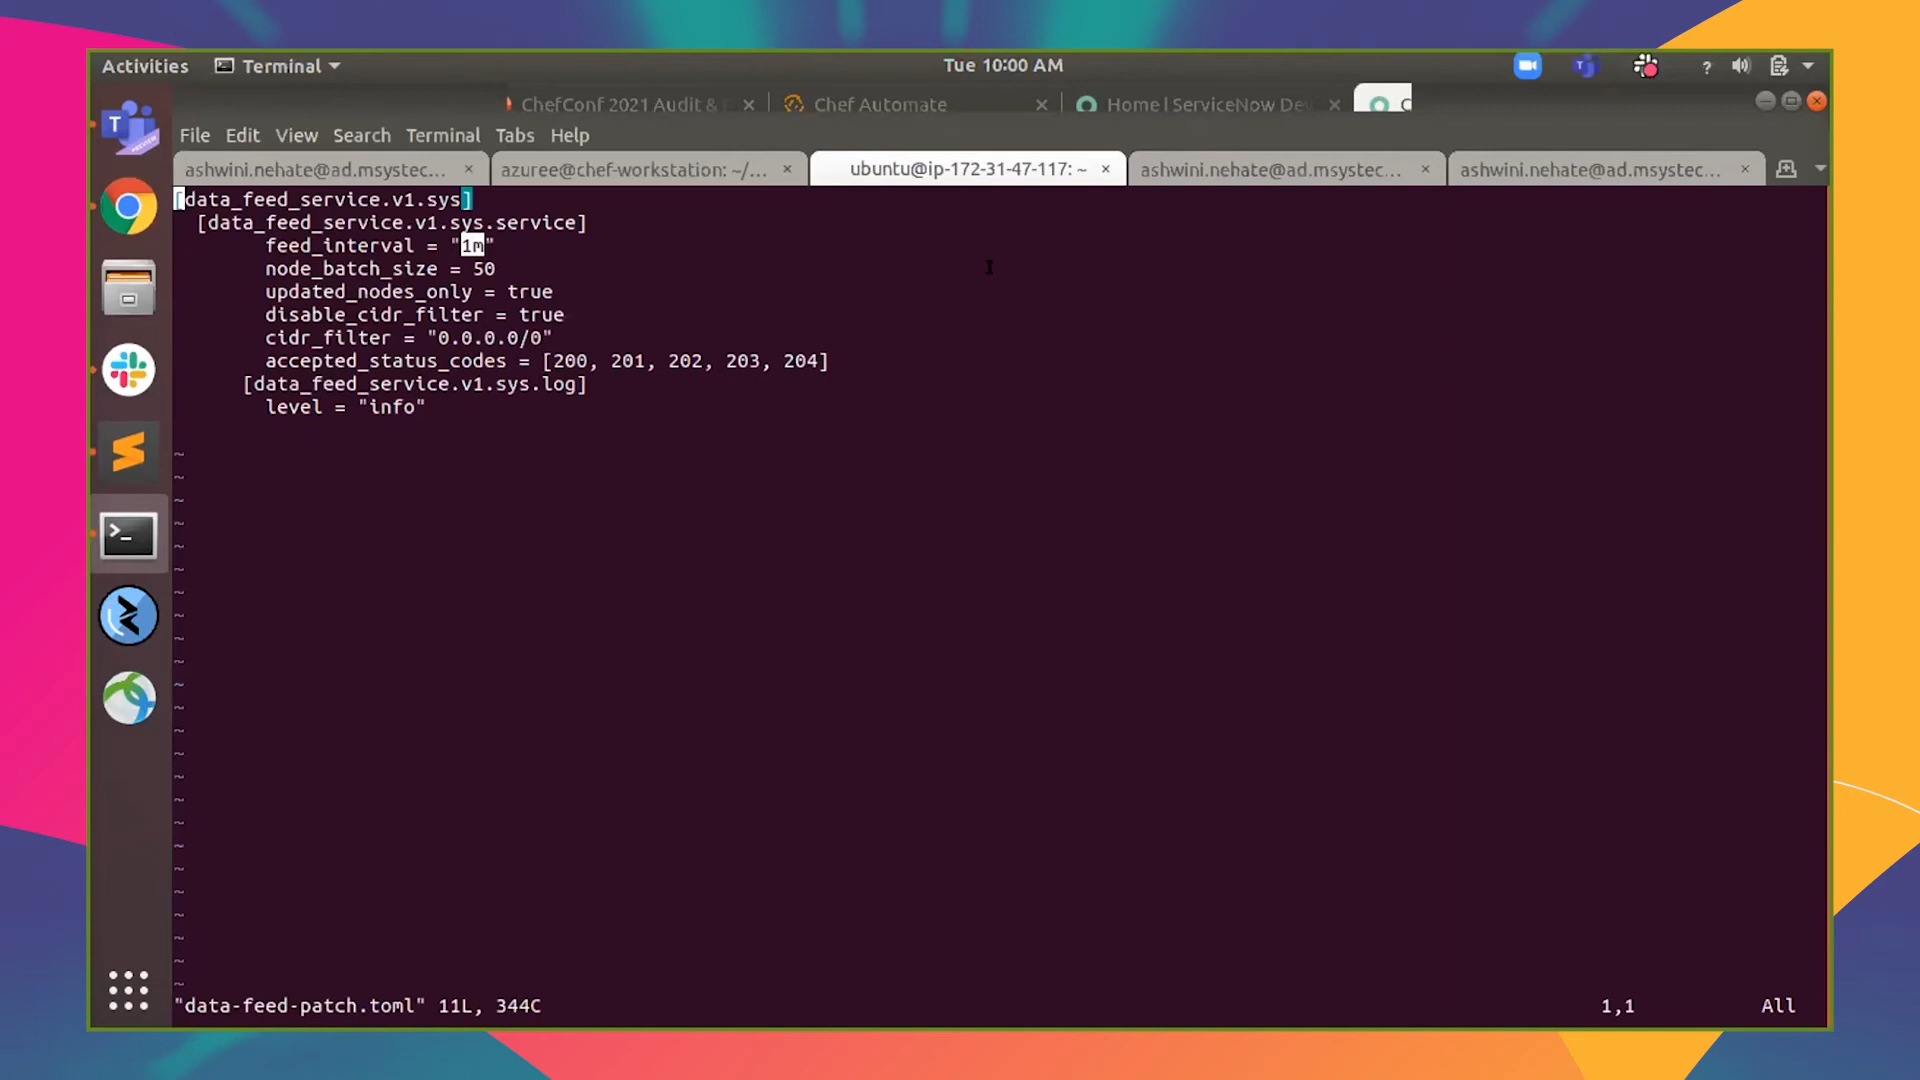 Activities Terminal Tue 10:00 AM ?
ChefConf 2021 Audit & Chef Automate Home | ServiceNow Dev
File Edit View Search Terminal Tabs Help
ashwini.nehate@ad.msystec... azuree@chef-workstation: ~/... ubuntu@ip-172-31-47-117: ~ ashwini.nehate@ad.msystec... ashwini.nehate@ad.msystec...
[data_feed_service.v1.sys]
[data_feed_service.v1.sys.service]
feed_interval = "1m"
node_batch_size = 50
updated_nodes_only = true
disable_cidr_filter = true
cidr_filter = "0.0.0.0/0"
accepted_status_codes = [200, 201, 202, 203, 204]
[data_feed_service.v1.sys.log]
level = "info"
"data-feed-patch.toml" 11L, 344C 1,1 All